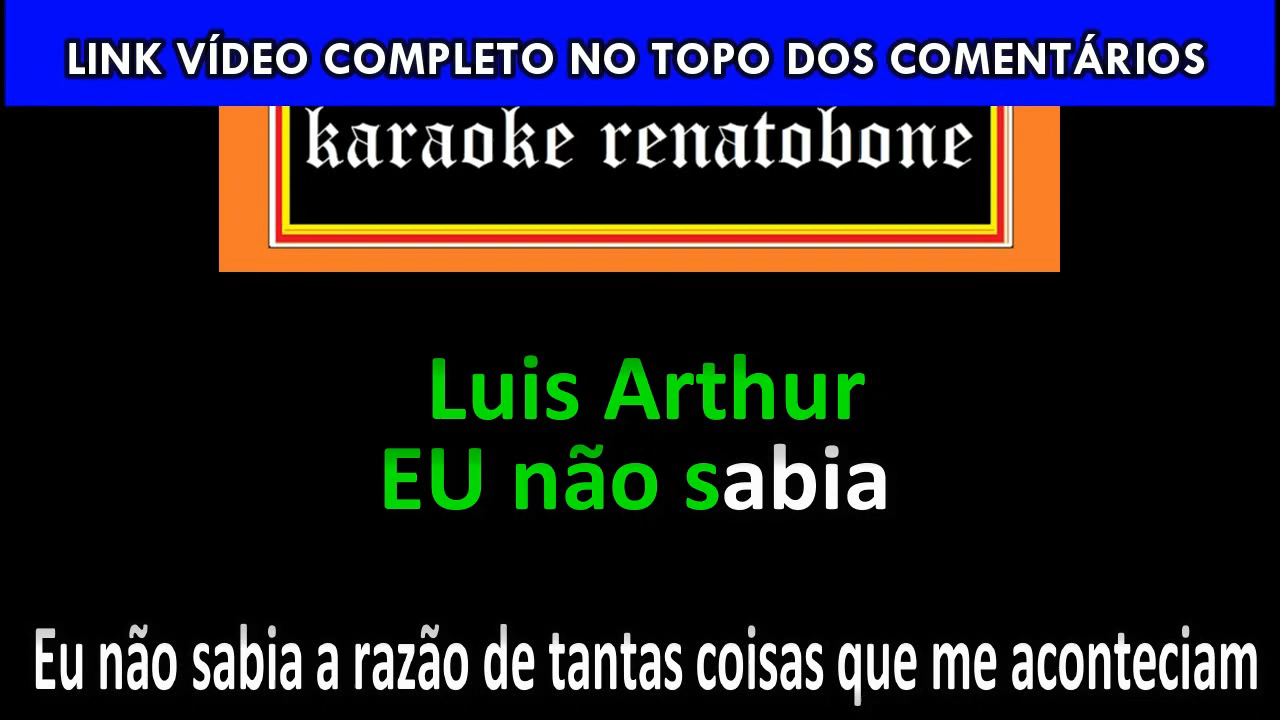 LINK VÍDEO COMPLETO NO TOPO DOS COMENTÁRIOS
karaoke renatobone
Luis Arthur
EU não sabia
Eu não sabia a razão de tantas coisas que me aconteciam